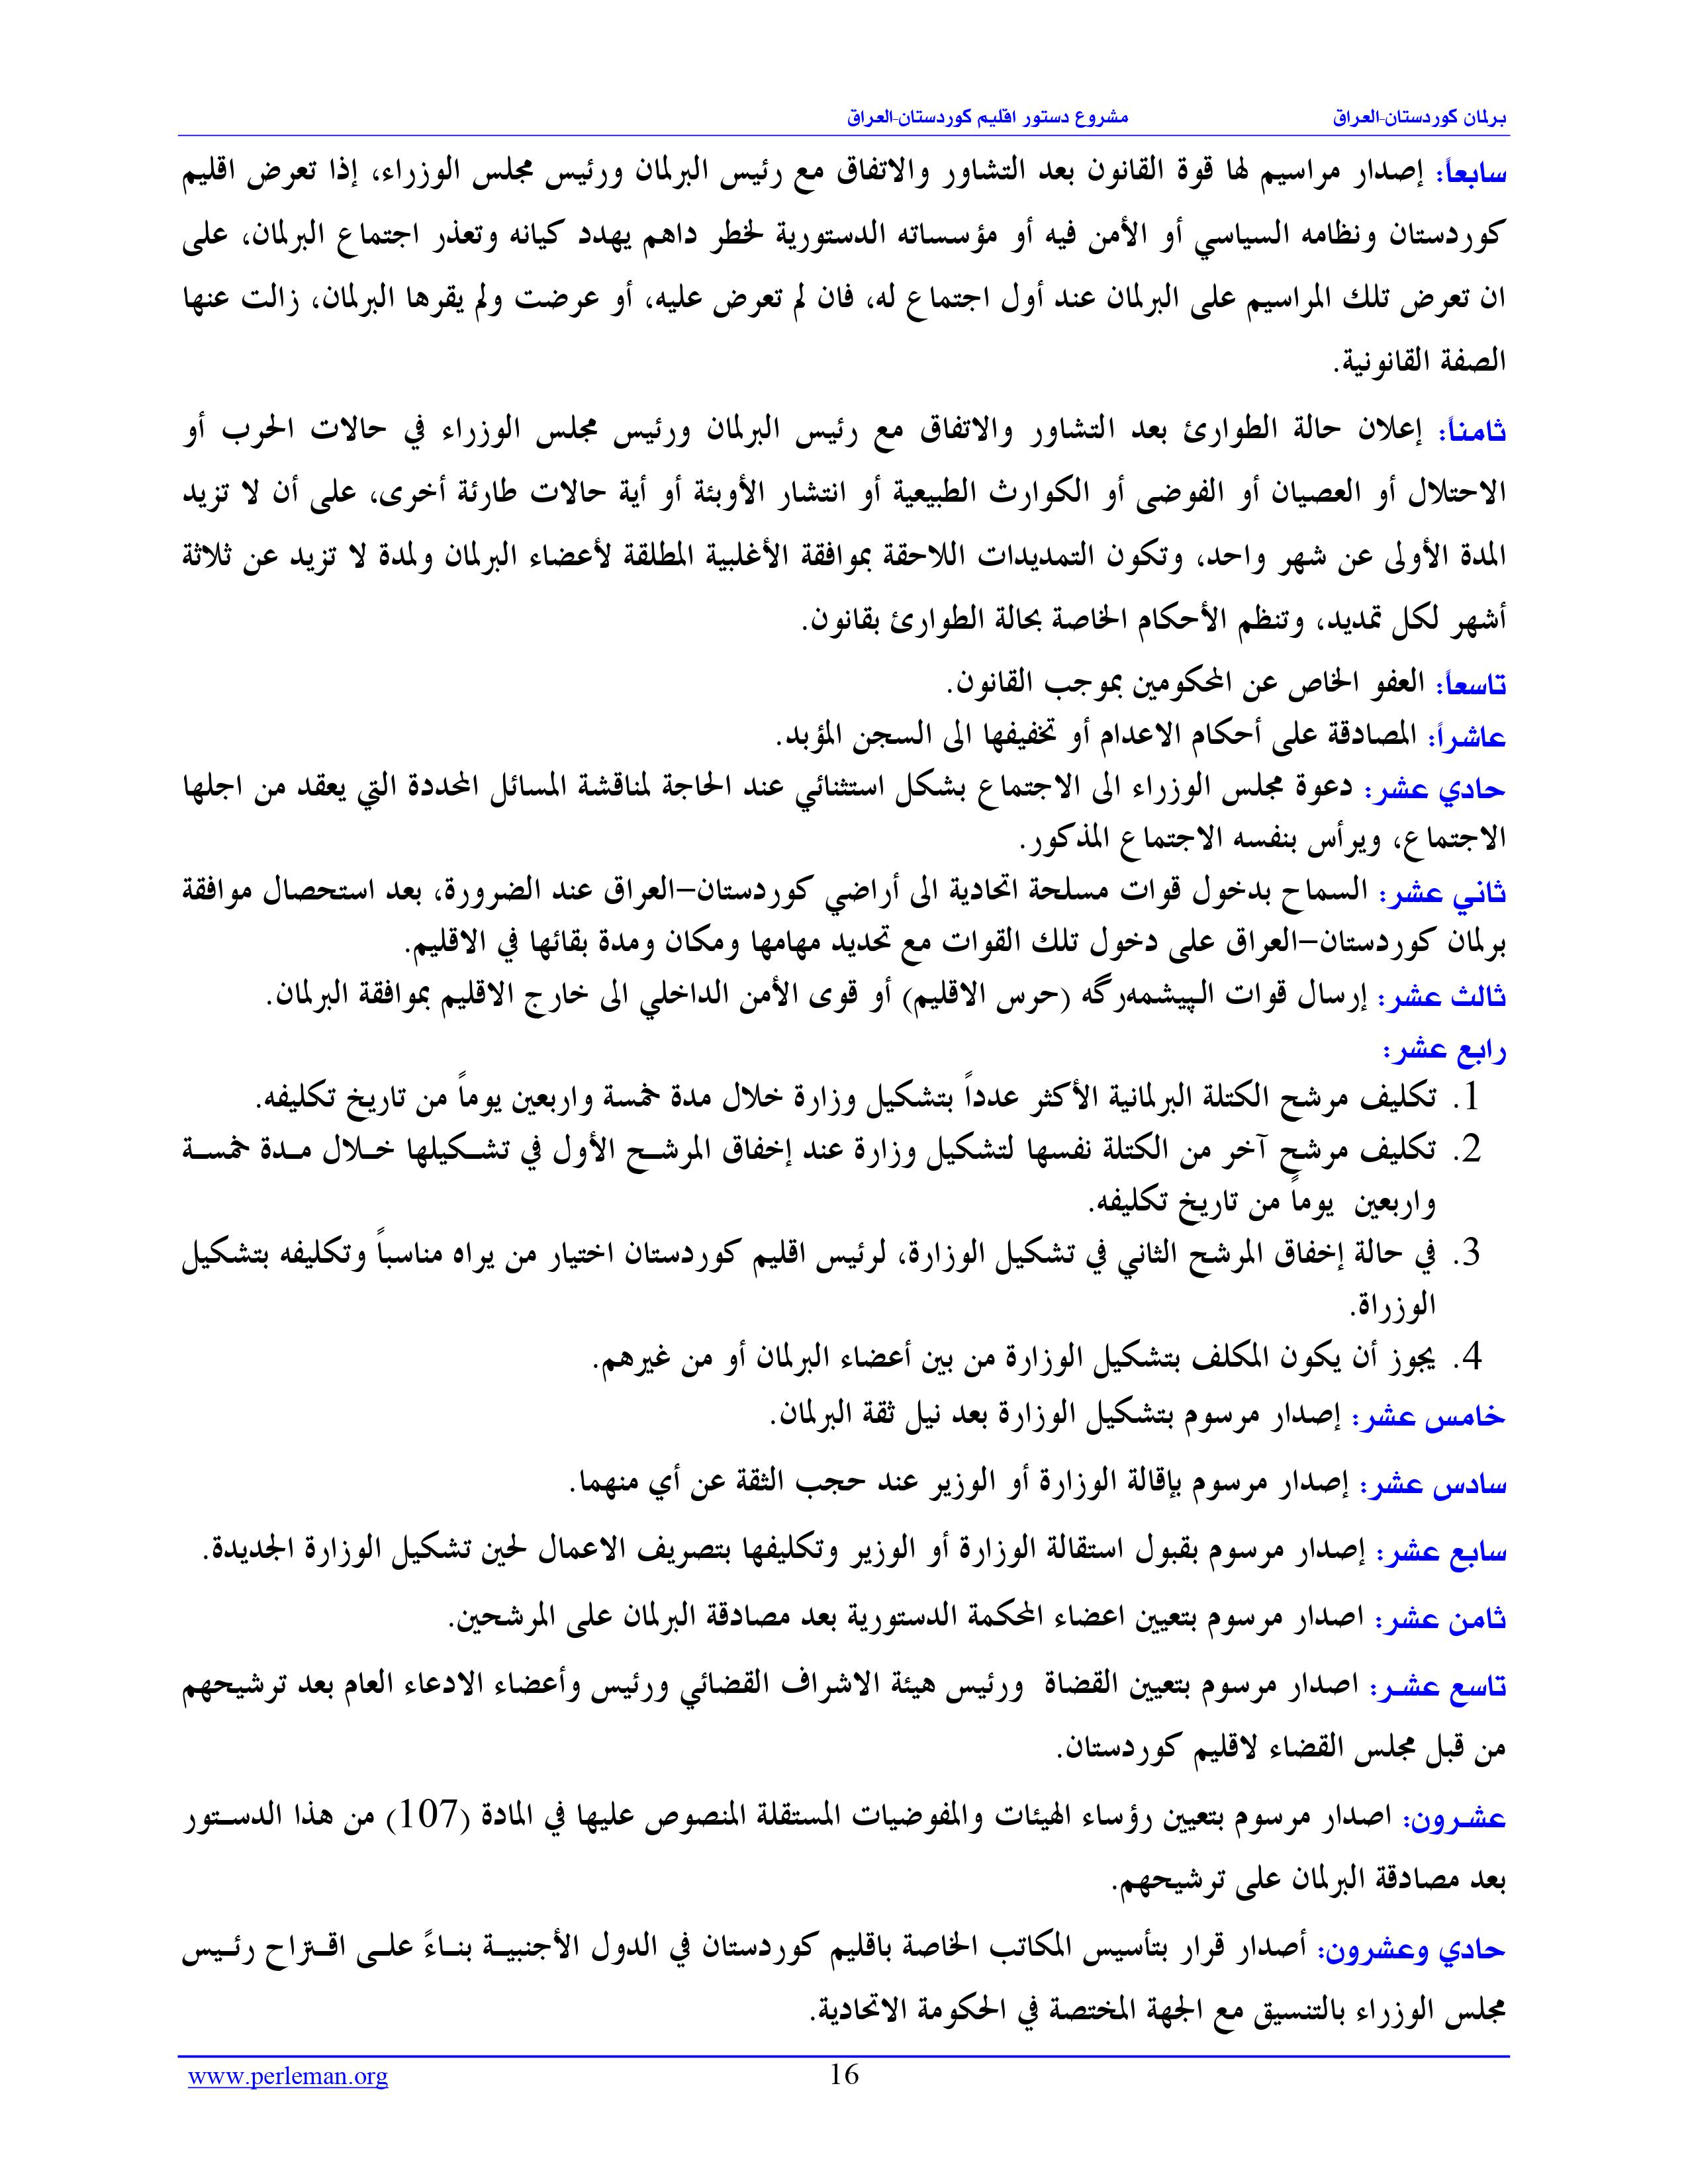 برلمان كوردستان-العراق مشروع دستور اقليم كوردستان-العراق
سابعاً: إصدار مراسيم لها قوة القانون بعد التشاور والاتفاق مع رئيس البرلمان ورئيس مجلس الوزراء، إذا تعرض اقليم
كوردستان ونظامه السياسي أو الأمن فيه أو مؤسساته الدستورية لخطر داهم يهدد كيانه وتعذر اجتماع البرلمان، على
ان تعرض تلك المراسيم على البرلمان عند أول اجتماع له، فان لم تعرض عليه، أو عرضت ولم يقرها البرلمان، زالت عنها
الصفة القانونية.
ثامناً: إعلان حالة الطوارئ بعد التشاور والاتفاق مع رئيس البرلمان ورئيس مجلس الوزراء في حالات الحرب أو
الاحتلال أو العصيان أو الفوضى أو الكوارث الطبيعية أو انتشار الأوبئة أو أية حالات طارئة أخرى، على أن لا تزيد
المدة الأولى عن شهر واحد، وتكون التمديدات اللاحقة بموافقة الأغلبية المطلقة لأعضاء البرلمان ولمدة لا تزيد عن ثلاثة
أشهر لكل تمديد، وتنظم الأحكام الخاصة بحالة الطوارئ بقانون.
تاسعاً: العفو الخاص عن المحكومين بموجب القانون.
عاشراً: المصادقة على أحكام الاعدام أو تخفيفها الى السجن المؤبد.
حادي عشر: دعوة مجلس الوزراء الى الاجتماع بشكل استثنائي عند الحاجة لمناقشة المسائل المحددة التي يعقد من اجلها
الاجتماع، ويرأس بنفسه الاجتماع المذكور.
ثاني عشر: السماح بدخول قوات مسلحة اتحادية الى أراضي كوردستان–العراق عند الضرورة، بعد استحصال موافقة
برلمان كوردستان–العراق على دخول تلك القوات مع تحديد مهامها ومكان ومدة بقائها في الاقليم.
ثالث عشر: إرسال قوات الپيشمەرگه (حرس الاقليم) أو قوى الأمن الداخلي الى خارج الاقليم بموافقة البرلمان.
رابع عشر:
1. تكليف مرشح الكتلة البرلمانية الأكثر عدداً بتشكيل وزارة خلال مدة خمسة واربعين يوماً من تاريخ تكليفه.
2. تكليف مرشح آخر من الكتلة نفسها لتشكيل وزارة عند إخفاق المرشح الأول في تشكيلها خلال مدة خمسة
واربعين يوماً من تاريخ تكليفه.
3. في حالة إخفاق المرشح الثاني في تشكيل الوزارة، لرئيس اقليم كوردستان اختيار من يراه مناسباً وتكليفه بتشكيل
الوزراة.
4. يجوز أن يكون المكلف بتشكيل الوزارة من بين أعضاء البرلمان أو من غيرهم.
خامس عشر: إصدار مرسوم بتشكيل الوزارة بعد نيل ثقة البرلمان.
سادس عشر: إصدار مرسوم بإقالة الوزارة أو الوزير عند حجب الثقة عن أي منهما.
سابع عشر: إصدار مرسوم بقبول استقالة الوزارة أو الوزير وتكليفها بتصريف الاعمال لحين تشكيل الوزارة الجديدة.
ثامن عشر: اصدار مرسوم بتعيين اعضاء المحكمة الدستورية بعد مصادقة البرلمان على المرشحين.
تاسع عشر: اصدار مرسوم بتعيين القضاة ورئيس هيئة الاشراف القضائي ورئيس وأعضاء الادعاء العام بعد ترشيحهم
من قبل مجلس القضاء لاقليم كوردستان.
عشرون: اصدار مرسوم بتعيين رؤساء الهيئات والمفوضيات المستقلة المنصوص عليها في المادة (107) من هذا الدستور
بعد مصادقة البرلمان على ترشيحهم.
حادي وعشرون: أصدار قرار بتأسيس المكاتب الخاصة باقليم كوردستان في الدول الأجنبية بناءً على اقتراح رئيس
مجلس الوزراء بالتنسيق مع الجهة المختصة في الحكومة الاتحادية.
www.perleman.org 16